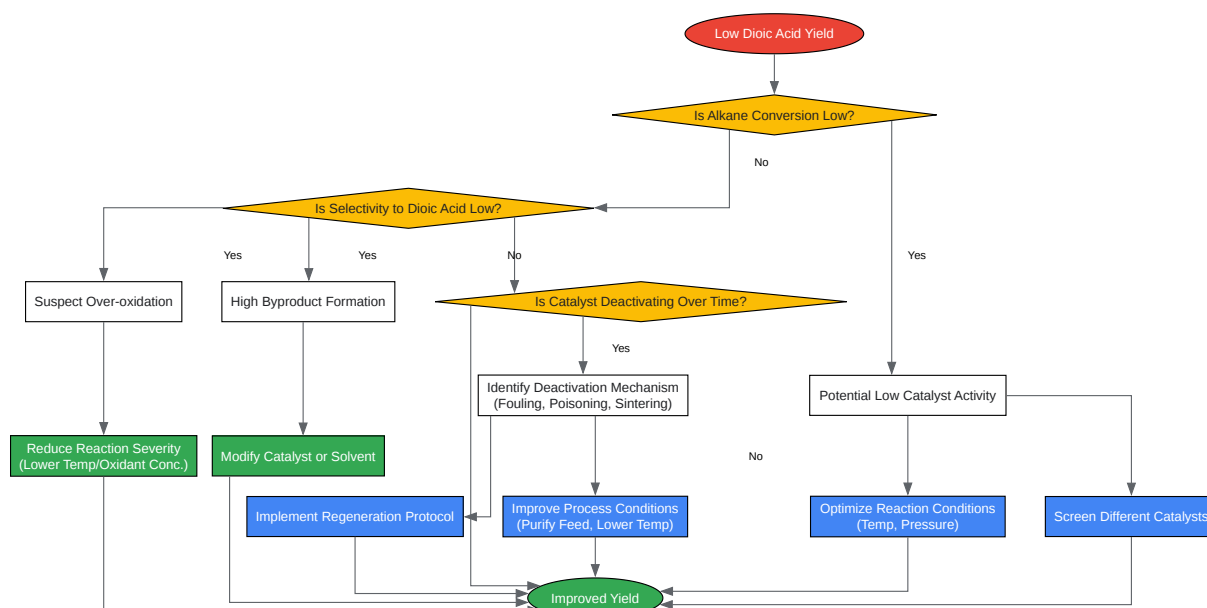 Low Dioic Acid Yield
Is Alkane Conversion Low?
No
Is Selectivity to Dioic Acid Low?
Yes
Yes
No
Yes
Suspect Over-oxidation
High Byproduct Formation
Is Catalyst Deactivating Over Time?
Yes
Identify Deactivation Mechanism
(Fouling, Poisoning, Sintering)
Potential Low Catalyst Activity
Reduce Reaction Severity
(Lower Temp/Oxidant Conc.)
Modify Catalyst or Solvent
No
Implement Regeneration Protocol
Improve Process Conditions
(Purify Feed, Lower Temp)
Optimize Reaction Conditions
(Temp, Pressure)
Screen Different Catalysts
Improved Yield